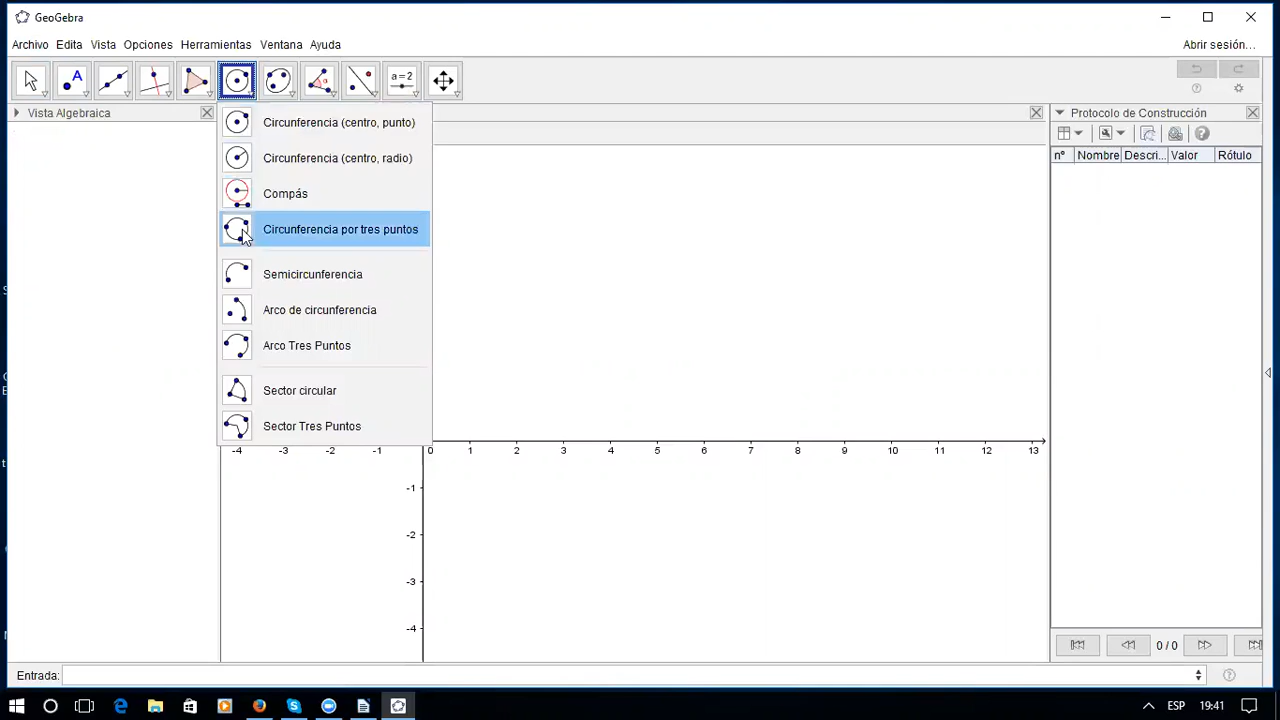 GeoGebra
Archivo Edita Vista Opciones Herramientas Ventana Ayuda
Abrir sesión...
A
α
a=2
Vista Algebraica
Protocolo de Construcción
Circunferencia (centro, punto)
nº Nombre Descri... Valor Rótulo
Circunferencia (centro, radio)
Compás
Circunferencia por tres puntos
Semicircunferencia
Arco de circunferencia
Arco Tres Puntos
Sector circular
Sector Tres Puntos
-4 -3 -2 -1 0 1 2 3 4 5 6 7 8 9 10 11 12 13
-1
-2
-3
-4
0 / 0
Entrada:
ESP 19:41